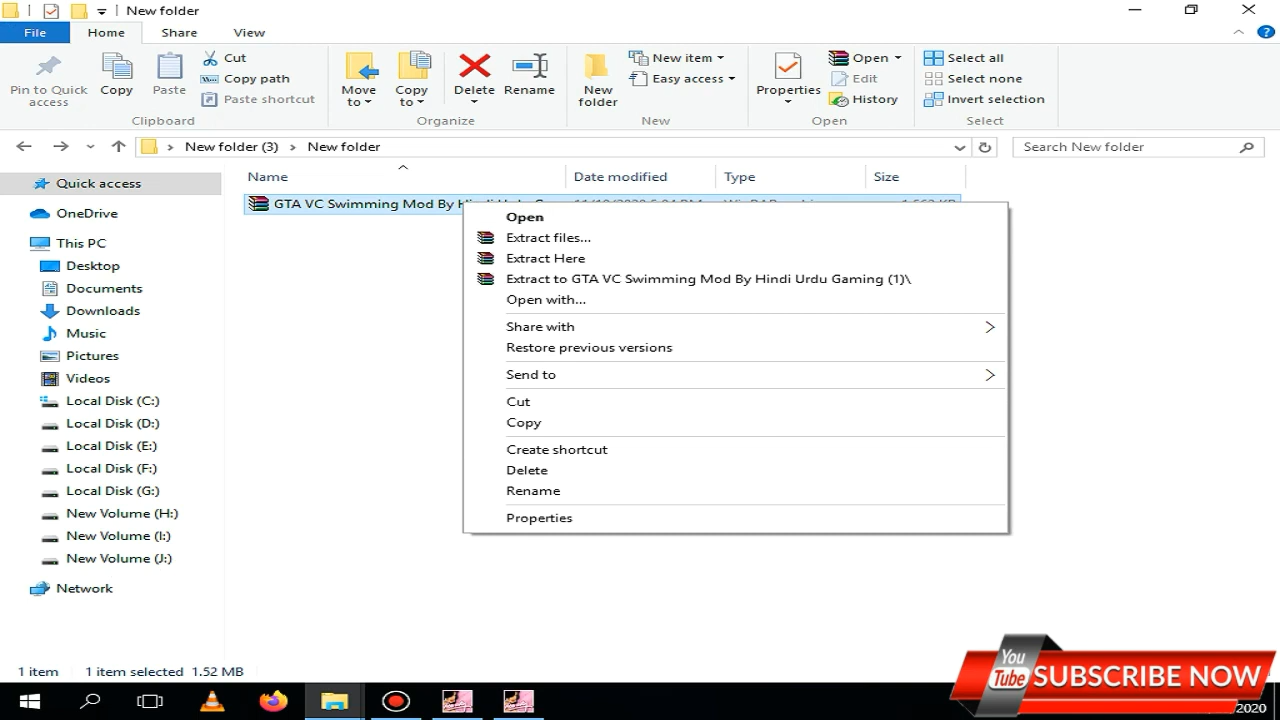 New folder
File Home Share View
Pin to Quick access
Copy
Paste
Cut
Copy path
Paste shortcut
Clipboard
Move to
Copy to
Delete
Rename
Organize
New folder
New item
Easy access
New
Properties
Open
Edit
History
Open
Select all
Select none
Invert selection
Select
New folder (3) New folder
Search New folder
Name Date modified Type Size
GTA VC Swimming Mod By
Quick access
OneDrive
This PC
Desktop
Documents
Downloads
Music
Pictures
Videos
Local Disk (C:)
Local Disk (D:)
Local Disk (E:)
Local Disk (F:)
Local Disk (G:)
New Volume (H:)
New Volume (I:)
New Volume (J:)
Network
Open
Extract files...
Extract Here
Extract to GTA VC Swimming Mod By Hindi Urdu Gaming (1)\
Open with...
Share with
Restore previous versions
Send to
Cut
Copy
Create shortcut
Delete
Rename
Properties
1 item 1 item selected 1.52 MB
You Tube SUBSCRIBE NOW
2020